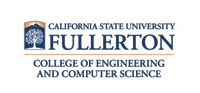 CALIFORNIA STATE UNIVERSITY
FULLERTON
COLLEGE OF ENGINEERING
AND COMPUTER SCIENCE